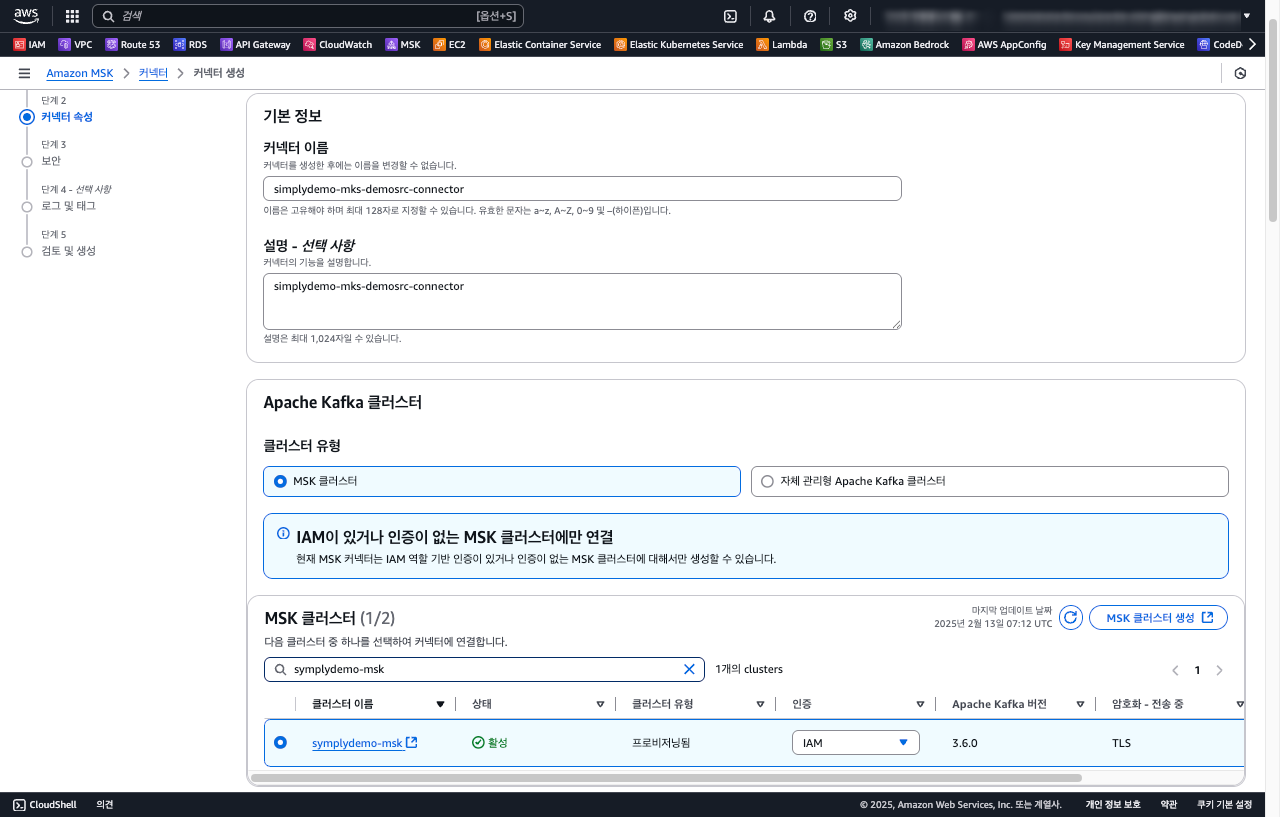 aws
검색 [옵션+S]
IAM VPC Route 53 RDS API Gateway CloudWatch MSK EC2 Elastic Container Service Elastic Kubernetes Service Lambda S3 Amazon Bedrock AWS AppConfig Key Management Service CodeD
Amazon MSK 커넥터 커넥터 생성
단계 2
커넥터 속성
단계 3
보안
단계 4 - 선택 사항
로그 및 태그
단계 5
검토 및 생성
기본 정보
커넥터 이름
커넥터를 생성한 후에는 이름을 변경할 수 없습니다.
simplydemo-mks-demosrc-connector
이름은 고유해야 하며 최대 128자로 지정할 수 있습니다. 유효한 문자는 a~z, A~Z, 0~9 및 –(하이픈)입니다.
설명 - 선택 사항
커넥터의 기능을 설명합니다.
simplydemo-mks-demosrc-connector
설명은 최대 1,024자일 수 있습니다.
Apache Kafka 클러스터
클러스터 유형
MSK 클러스터 자체 관리형 Apache Kafka 클러스터
IAM이 있거나 인증이 없는 MSK 클러스터에만 연결
현재 MSK 커넥터는 IAM 역할 기반 인증이 있거나 인증이 없는 MSK 클러스터에 대해서만 생성할 수 있습니다.
MSK 클러스터 (1/2)
다음 클러스터 중 하나를 선택하여 커넥터에 연결합니다.
마지막 업데이트 날짜
2025년 2월 13일 07:12 UTC
MSK 클러스터 생성
symplydemo-msk 1개의 clusters 1
클러스터 이름 상태 클러스터 유형 인증 Apache Kafka 버전 암호화 - 전송 중
symplydemo-msk 활성 프로비저닝됨 IAM 3.6.0 TLS
CloudShell 의견 © 2025, Amazon Web Services, Inc. 또는 계열사. 개인 정보 보호 약관 쿠키 기본 설정